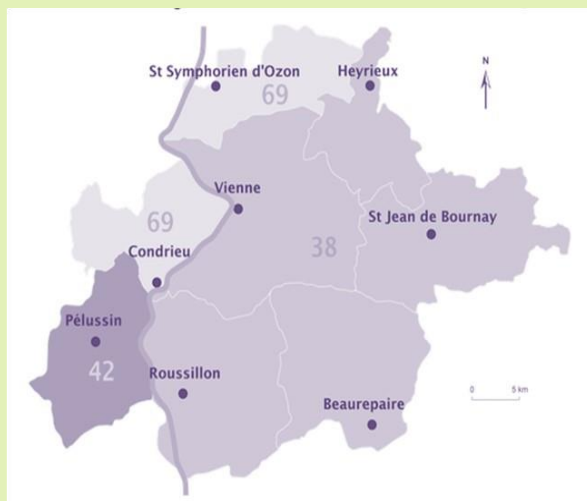 St Symphorien d'Ozon
Heyrieux
N
69
Vienne
69
St Jean de Bournay
38
Condrieu
Pélussin
42
Roussillon
Beaurepaire
0 5 km